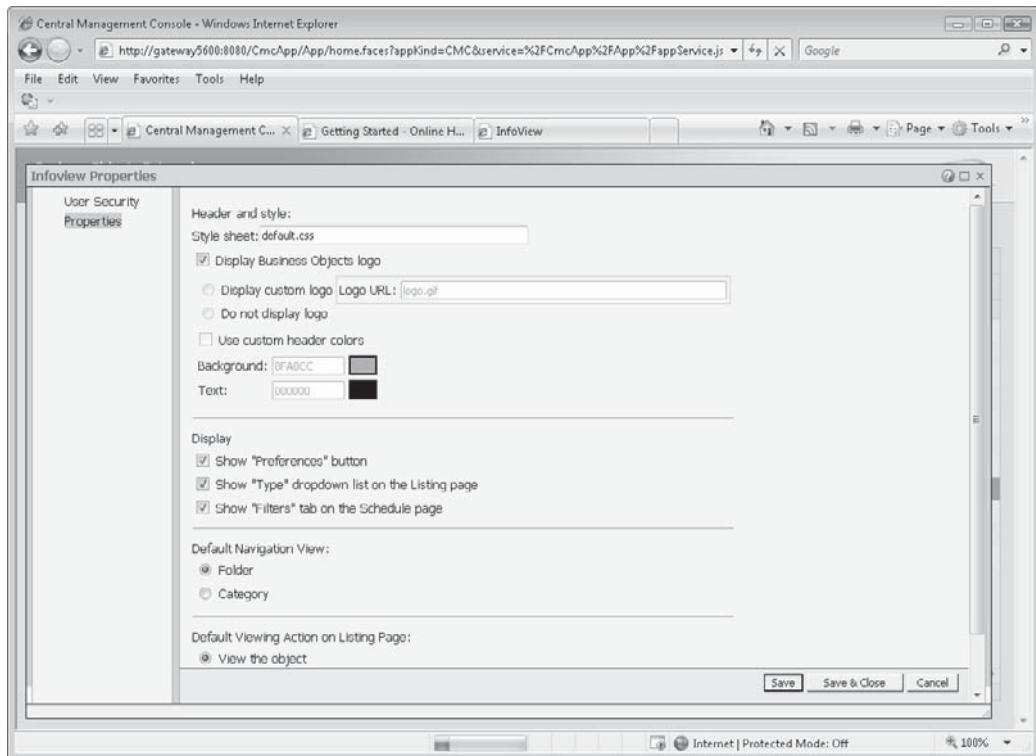 Central Management Console - Windows Internet Explorer
http://gateway5600:8080/CmcApp/App/home.faces?appKind=CMC&service=%2FCmcApp%2FApp%2FappService.js
Google
File Edit View Favorites Tools Help
Central Management C...
Getting Started - Online H...
InfoView
Page
Tools
Infoview Properties
User Security
Properties
Header and style:
Style sheet: default.css
Display Business Objects logo
Display custom logo Logo URL: logo.gif
Do not display logo
Use custom header colors
Background: 0FA0CC
Text: 000000
Display
Show "Preferences" button
Show "Type" dropdown list on the Listing page
Show "Filters" tab on the Schedule page
Default Navigation View:
Folder
Category
Default Viewing Action on Listing Page:
View the object
Save Save & Close Cancel
Internet | Protected Mode: Off 100%